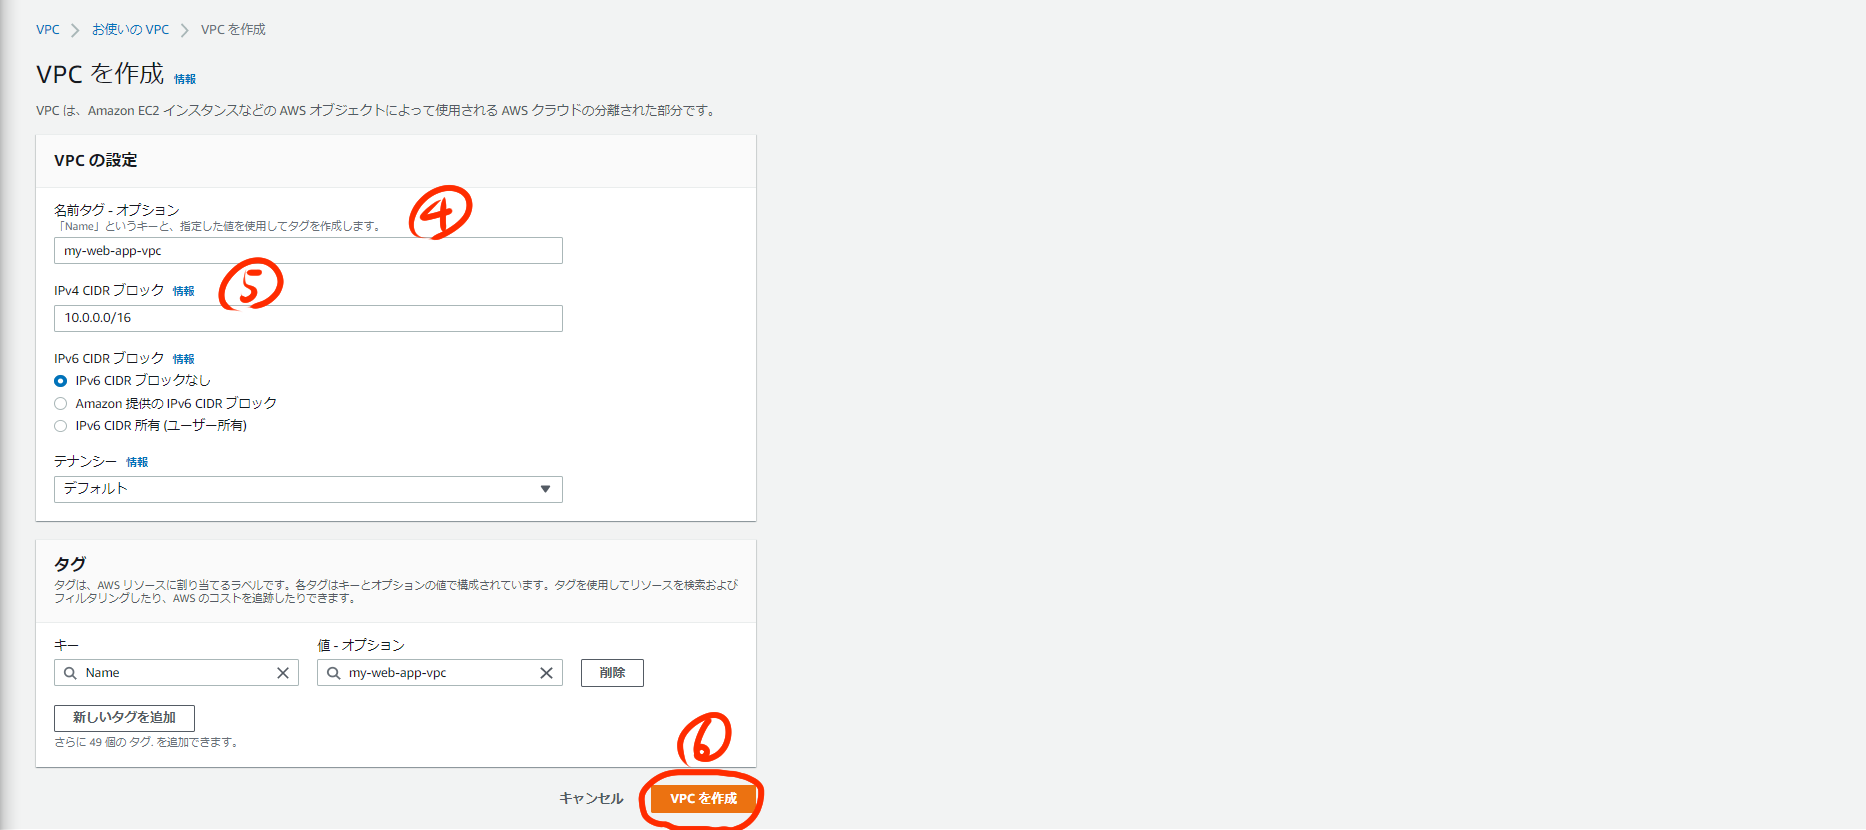 VPC > お使いの VPC > VPC を作成
VPC を作成 情報
VPC は、Amazon EC2 インスタンスなどの AWS オブジェクトによって使用される AWS クラウドの分離された部分です。
VPC の設定
④
名前タグ - オプション
「Name」というキーと、指定した値を使用してタグを作成します。
my-web-app-vpc
⑤
IPv4 CIDR ブロック 情報
10.0.0.0/16
IPv6 CIDR ブロック 情報
IPv6 CIDR ブロックなし
Amazon 提供の IPv6 CIDR ブロック
IPv6 CIDR 所有 (ユーザー所有)
テナンシー 情報
デフォルト
タグ
タグは、AWS リソースに割り当てるラベルです。各タグはキーとオプションの値で構成されています。タグを使用してリソースを検索および
フィルタリングしたり、AWS のコストを追跡したりできます。
キー 値 - オプション
Name my-web-app-vpc 削除
新しいタグを追加
さらに 49 個の タグ. を追加できます。
⑥
キャンセル VPC を作成